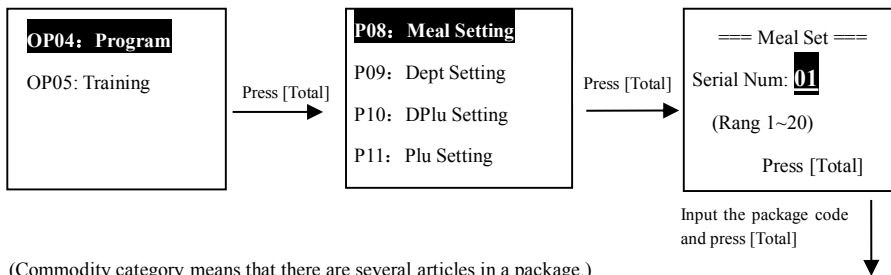 OP04：Program
OP05: Training
Press [Total]
P08：Meal Setting
P09：Dept Setting
P10：DPlu Setting
P11：Plu Setting
Press [Total]
=== Meal Set ===
Serial Num: 01
(Rang 1~20)
Press [Total]
Input the package code
and press [Total]
(Commodity category means that there are several articles in a package.)